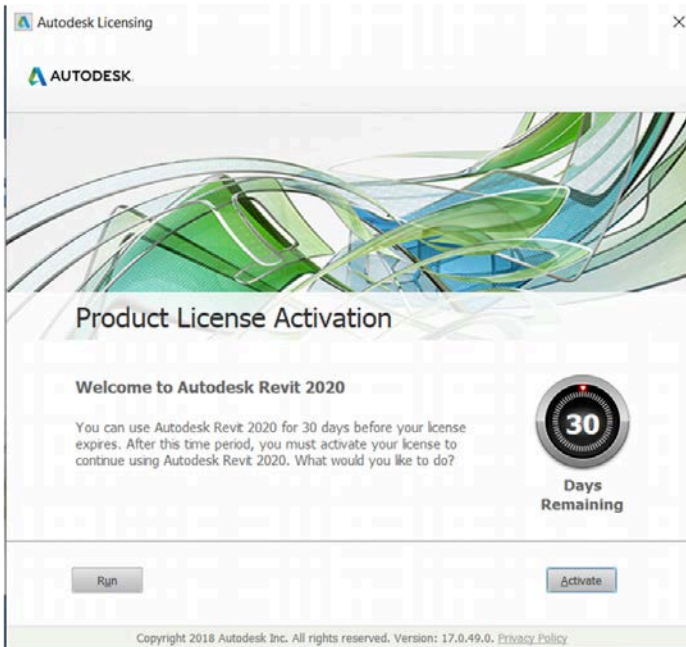 Autodesk Licensing
AUTODESK.
Product License Activation
Welcome to Autodesk Revit 2020
You can use Autodesk Revit 2020 for 30 days before your license
expires. After this time period, you must activate your license to
continue using Autodesk Revit 2020. What would you like to do?
30
Days
Remaining
Run
Activate
Copyright 2018 Autodesk Inc. All rights reserved. Version: 17.0.49.0. Privacy Policy